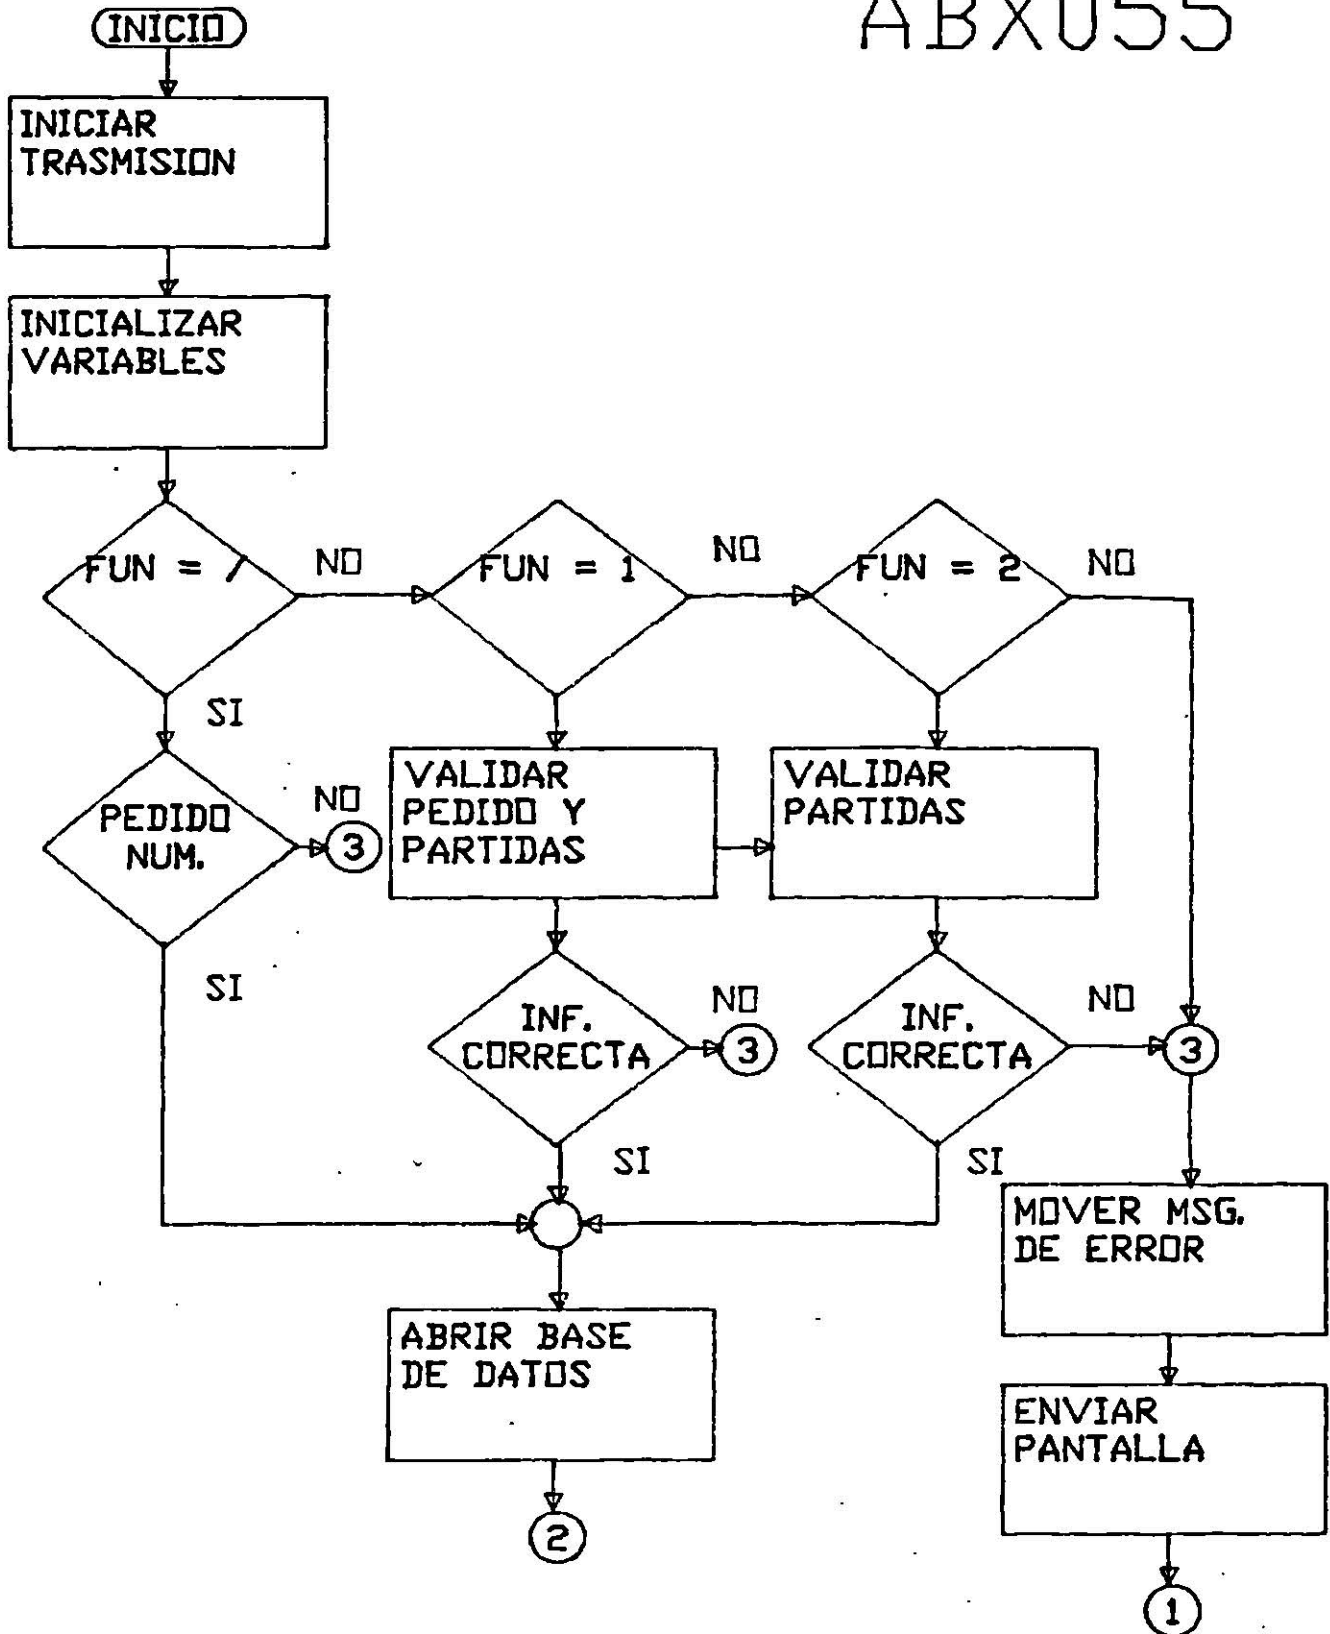 ABX055
INICIO
INICIAR
TRASMISION
INICIALIZAR
VARIABLES
FUN = /
NO
FUN = 1
NO
FUN = 2
NO
SI
PEDIDO
NUM.
NO
3
VALIDAR
PEDIDO Y
PARTIDAS
VALIDAR
PARTIDAS
SI
INF.
CORRECTA
NO
3
INF.
CORRECTA
NO
3
SI
SI
MOVER MSG.
DE ERROR
ABRIR BASE
DE DATOS
ENVIAR
PANTALLA
2
1